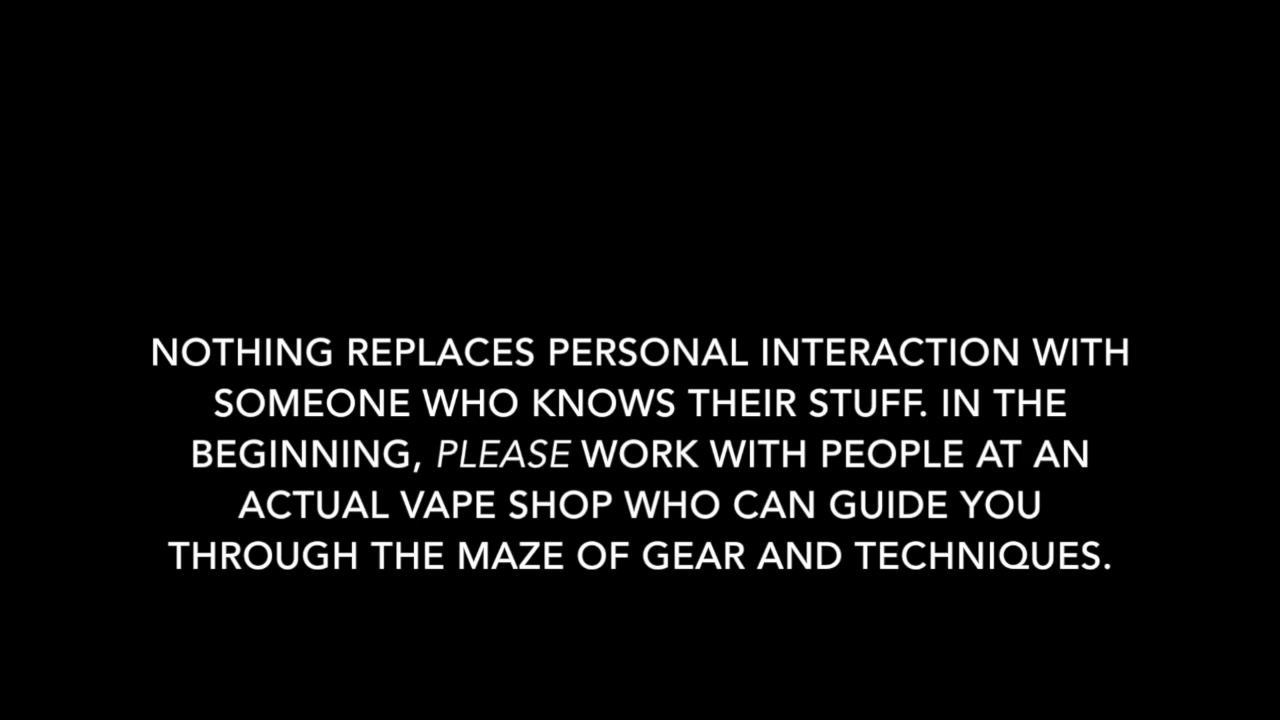 NOTHING REPLACES PERSONAL INTERACTION WITH
SOMEONE WHO KNOWS THEIR STUFF. IN THE
BEGINNING, PLEASE WORK WITH PEOPLE AT AN
ACTUAL VAPE SHOP WHO CAN GUIDE YOU
THROUGH THE MAZE OF GEAR AND TECHNIQUES.